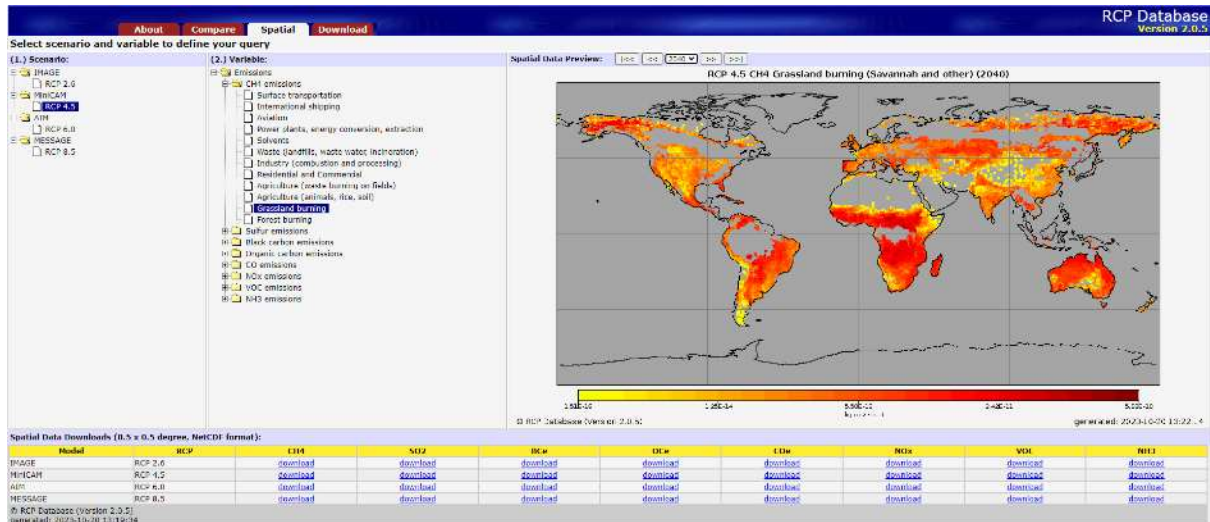 RCP Database
Version 2.0.5
About Compare Spatial Download
Select scenario and variable to define your query
(1.) Scenario:
IMAGE
RCP 2.6
MiniCAM
RCP 4.5
AIM
RCP 6.0
MESSAGE
RCP 8.5
(2.) Variable:
Emissions
CH4 emissions
Surface transportation
International shipping
Aviation
Power plants, energy conversion, extraction
Solvents
Waste (landfills, waste water, incineration)
Industry (combustion and processing)
Residential and Commercial
Agriculture (waste burning on fields)
Agriculture (animals, rice, soil)
Grassland burning
Forest burning
Sulfur emissions
Black carbon emissions
Organic carbon emissions
CO emissions
NOx emissions
VOC emissions
NH3 emissions
Spatial Data Preview: |<< << 2040 >> >>|
RCP 4.5 CH4 Grassland burning (Savannah and other) (2040)
© RCP Database (Version 2.0.5)
Spatial Data Downloads (0.5 x 0.5 degree, NetCDF format):
Model RCP CH4 SO2 BCe OCe COe NOx VOC NH3
IMAGE RCP 2.6 download download download download download download download download
MiniCAM RCP 4.5 download download download download download download download download
AIM RCP 6.0 download download download download download download download download
MESSAGE RCP 8.5 download download download download download download download download
© RCP Database (Version 2.0.5)
generated: 2023-10-20 13:19:34